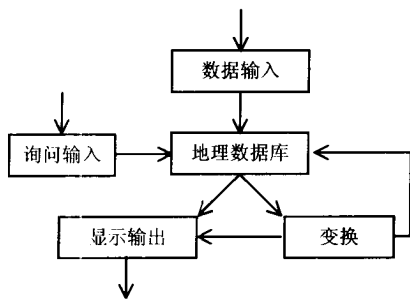 数据输入
询问输入
地理数据库
显示输出
变换